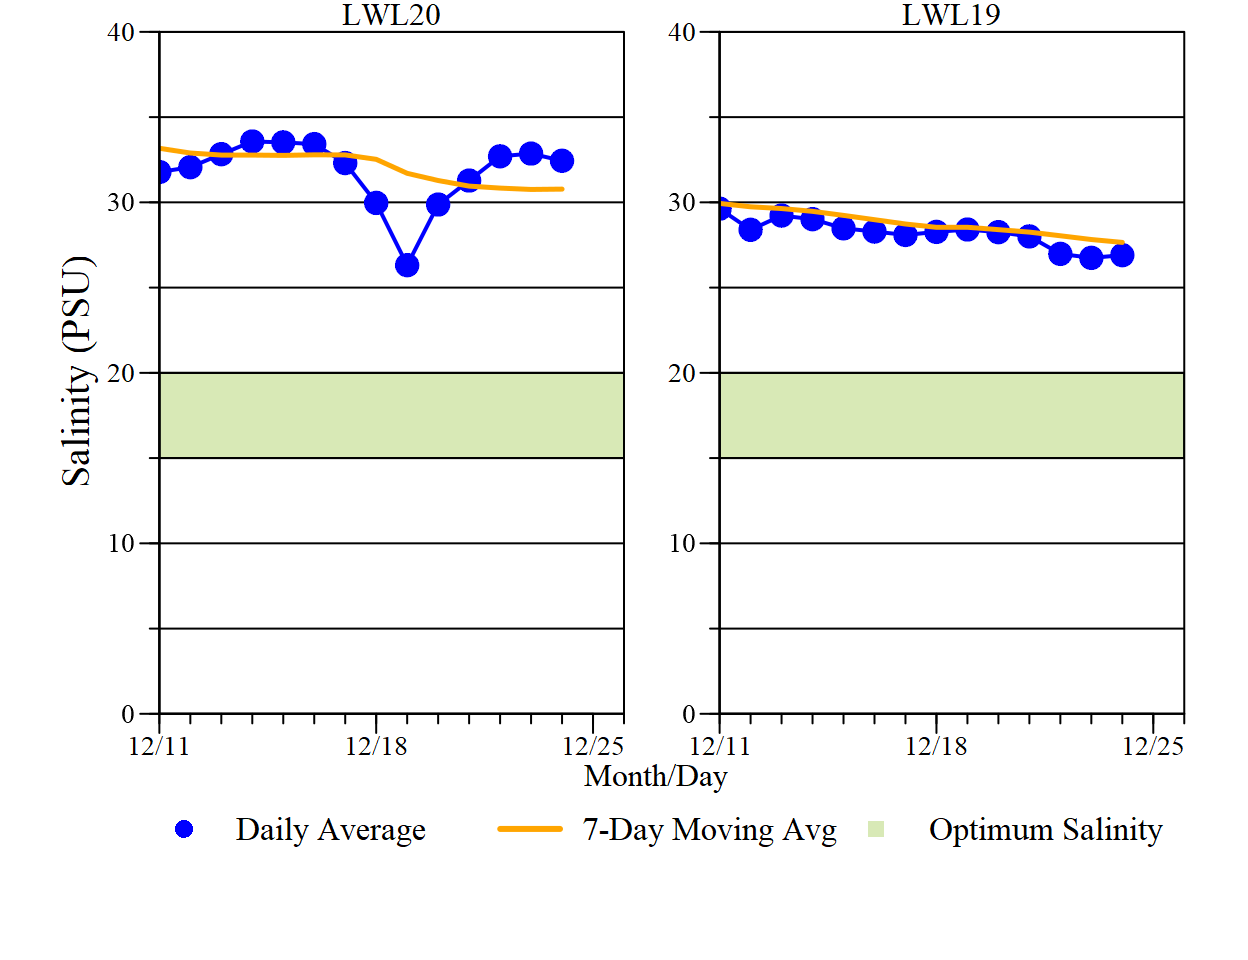 LWL20
LWL19
40
30
20
10
0
40
30
20
10
0
Salinity (PSU)
12/11
12/18
12/25
12/11
12/18
12/25
Month/Day
Daily Average
7-Day Moving Avg
Optimum Salinity